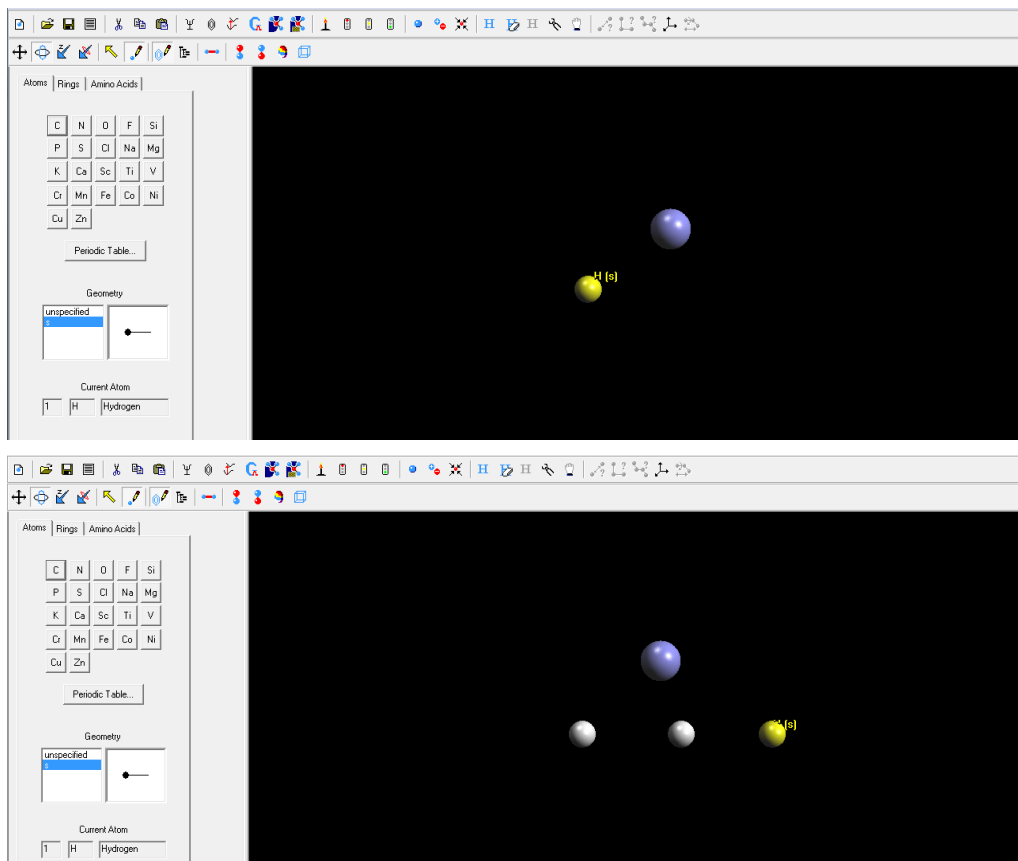 Atoms Rings Amino Acids
C N O F Si
P S Cl Na Mg
K Ca Sc Ti V
Cr Mn Fe Co Ni
Cu Zn
Periodic Table...
Geometry
unspecified
s
Current Atom
1 H Hydrogen
H (s)
Atoms Rings Amino Acids
C N O F Si
P S Cl Na Mg
K Ca Sc Ti V
Cr Mn Fe Co Ni
Cu Zn
Periodic Table...
Geometry
unspecified
s
Current Atom
1 H Hydrogen
(s)